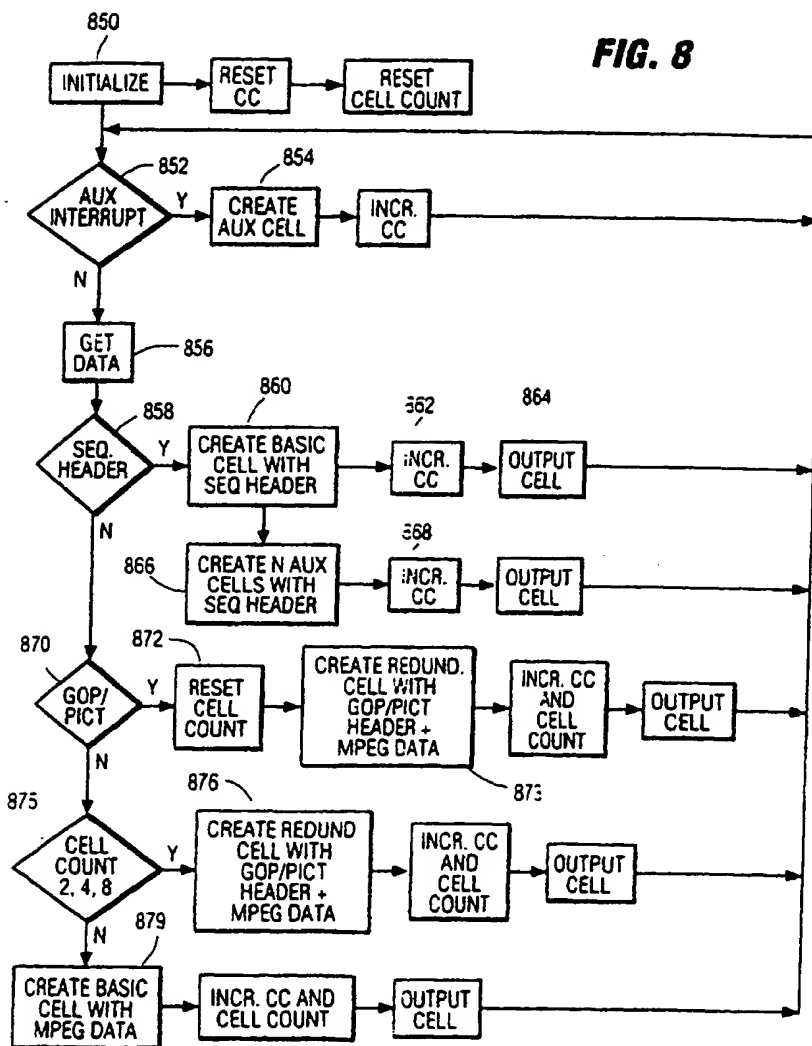 FIG. 8
850
INITIALIZE
RESET
CC
RESET
CELL COUNT
852
AUX
INTERRUPT
Y
N
854
CREATE
AUX CELL
INCR.
CC
GET
DATA
856
858
SEQ.
HEADER
Y
N
860
CREATE BASIC
CELL WITH
SEQ HEADER
862
INCR.
CC
864
OUTPUT
CELL
866
CREATE N AUX
CELLS WITH
SEQ HEADER
868
INCR.
CC
OUTPUT
CELL
870
GOP/
PICT
Y
N
872
RESET
CELL
COUNT
CREATE REDUND.
CELL WITH
GOP/PICT
HEADER +
MPEG DATA
873
INCR. CC
AND
CELL
COUNT
OUTPUT
CELL
875
CELL
COUNT
2, 4, 8
Y
N
876
CREATE REDUND
CELL WITH
GOP/PICT
HEADER +
MPEG DATA
INCR. CC
AND
CELL
COUNT
OUTPUT
CELL
879
CREATE BASIC
CELL WITH
MPEG DATA
INCR. CC AND
CELL COUNT
OUTPUT
CELL